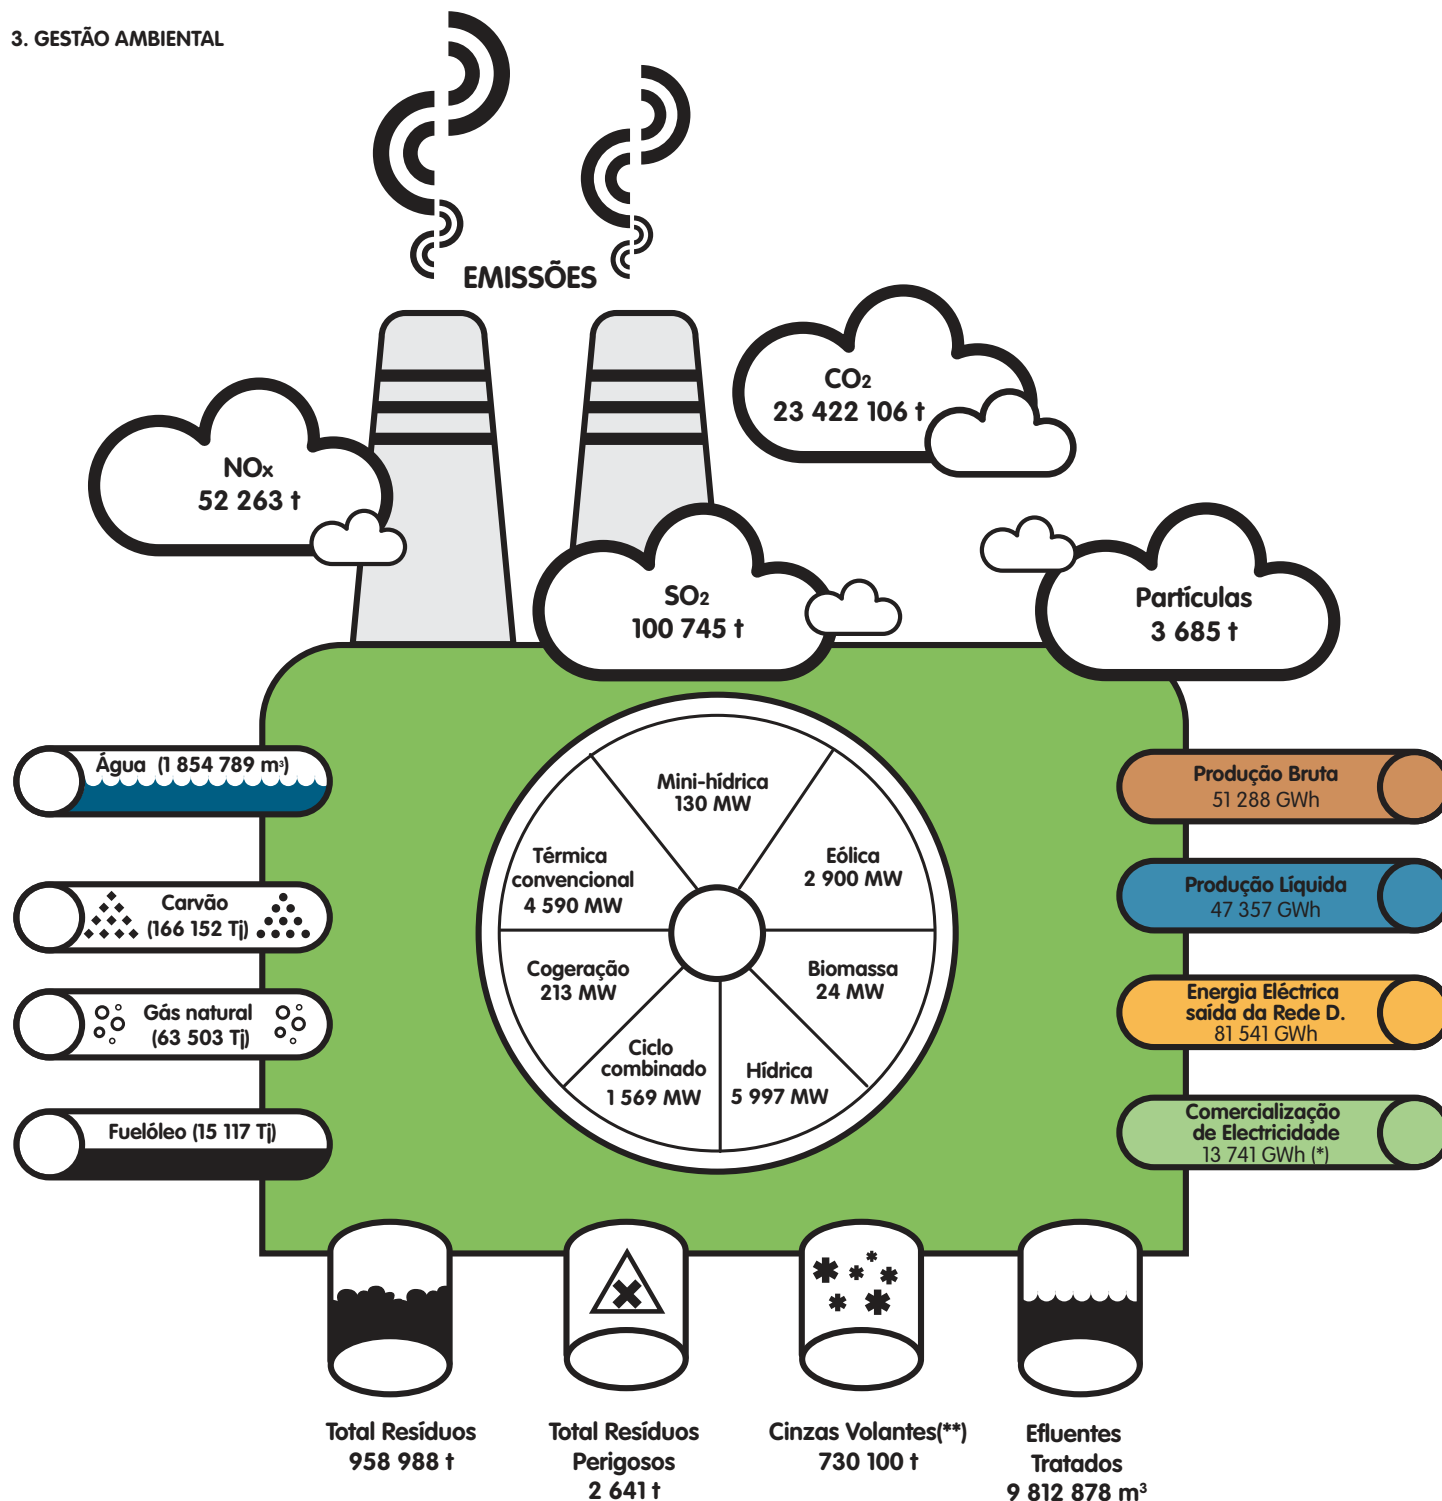 3. GESTÃO AMBIENTAL
EMISSÕES
CO₂
23 422 106 t
NOx
52 263 t
SO₂
100 745 t
Partículas
3 685 t
Água (1 854 789 m³)
Carvão
(166 152 Tj)
Gás natural
(63 503 Tj)
Fuelóleo (15 117 Tj)
Mini-hídrica
130 MW
Térmica
convencional
4 590 MW
Eólica
2 900 MW
Cogeração
213 MW
Biomassa
24 MW
Ciclo
combinado
1 569 MW
Hídrica
5 997 MW
Produção Bruta
51 288 GWh
Produção Líquida
47 357 GWh
Energia Eléctrica
saída da Rede D.
81 541 GWh
Comercialização
de Electricidade
13 741 GWh (*)
Total Resíduos
958 988 t
Total Resíduos
Perigosos
2 641 t
Cinzas Volantes(**)
730 100 t
Efluentes
Tratados
9 812 878 m³